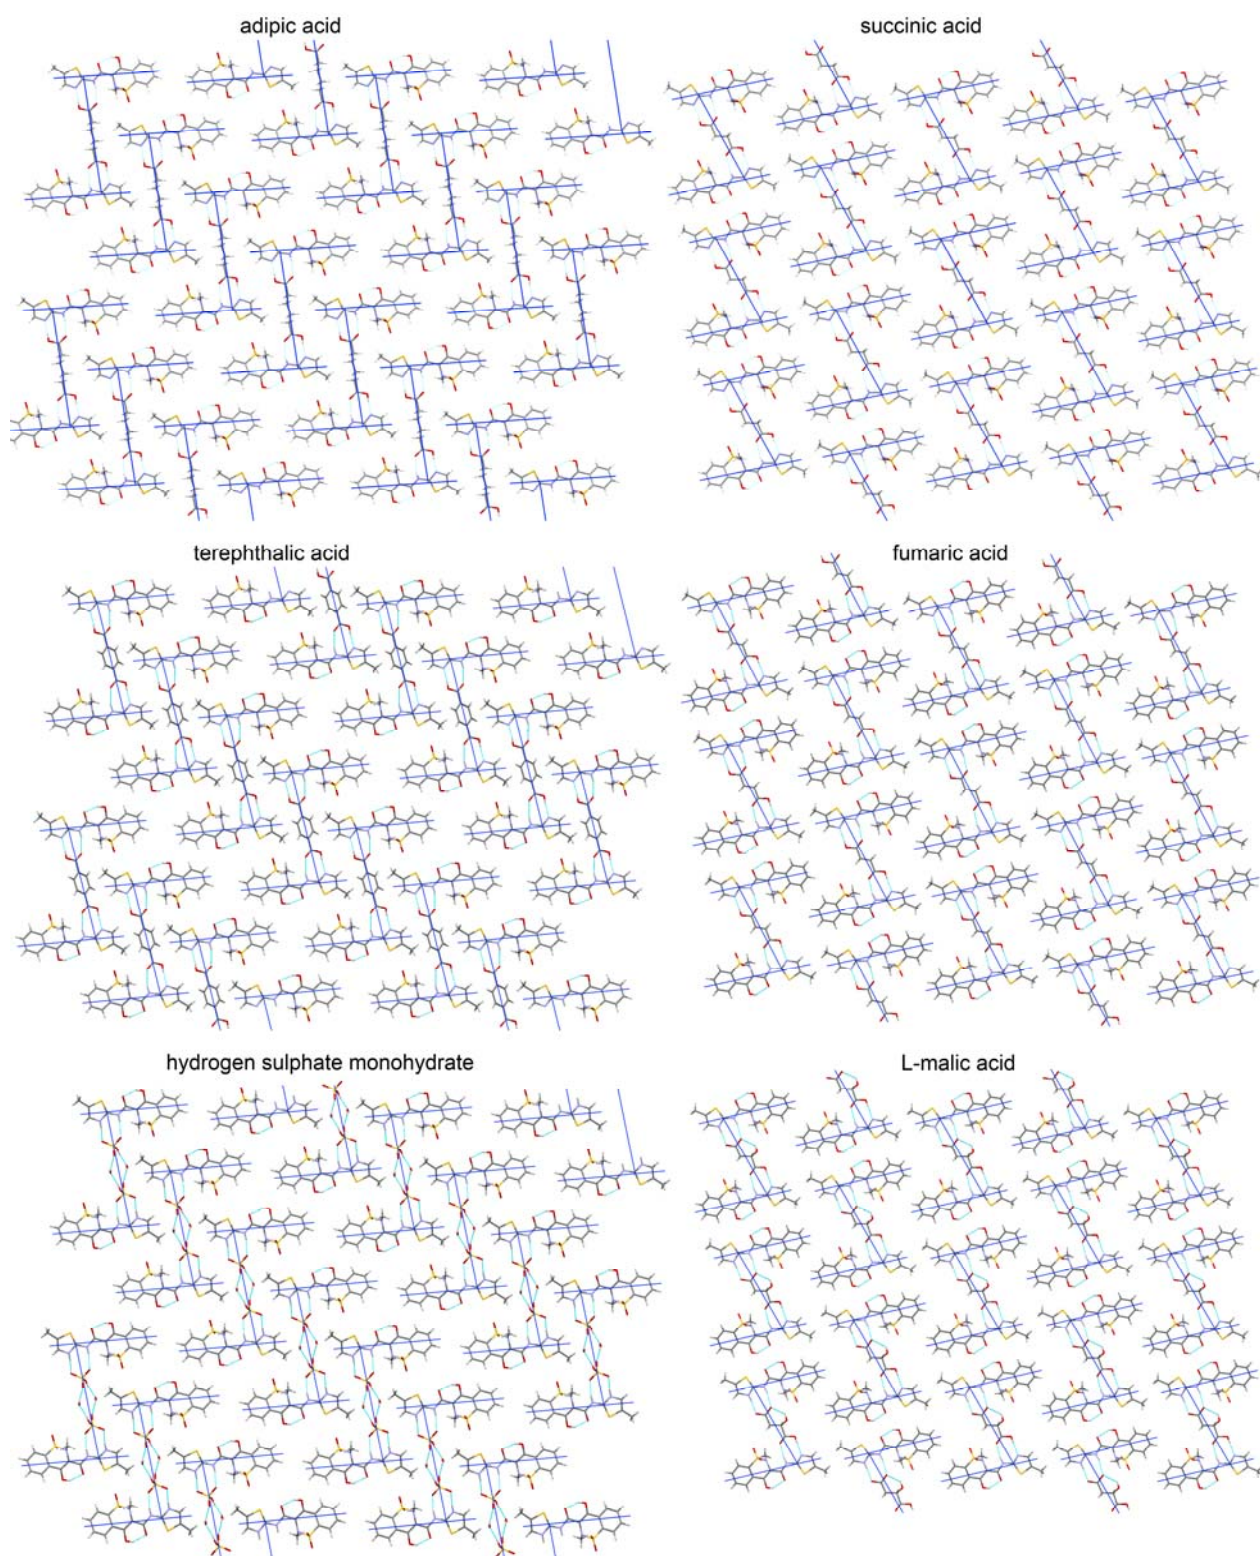 adipic acid
succinic acid
terephthalic acid
fumaric acid
hydrogen sulphate monohydrate
L-malic acid